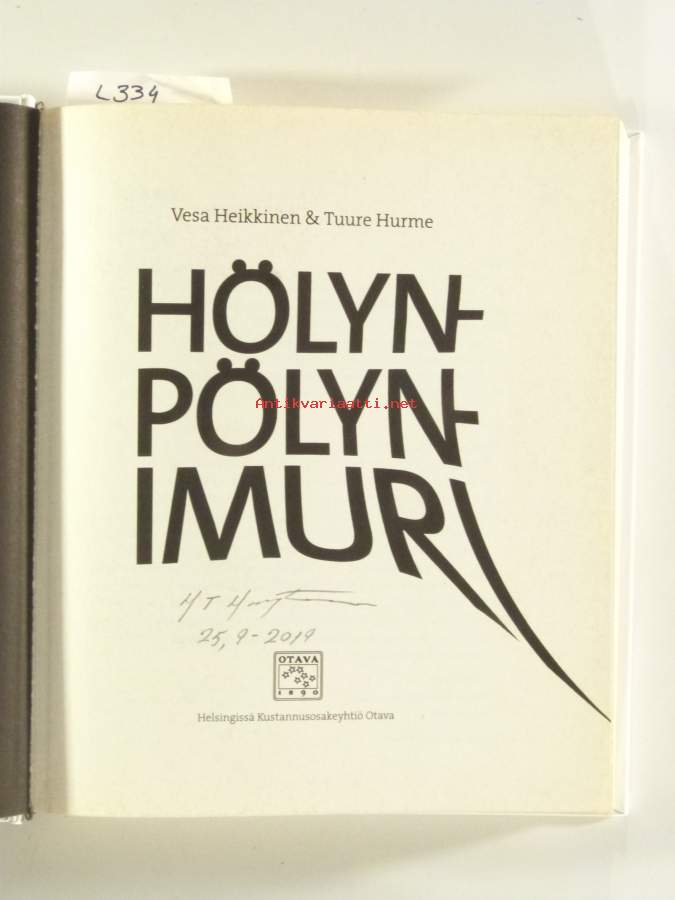 L334
Vesa Heikkinen & Tuure Hurme
HÖLYN-
PÖLYN-
IMURI
Antikvariaatti.net
25,9-2019
OTAVA
1890
Helsingissä Kustannusosakeyhtiö Otava